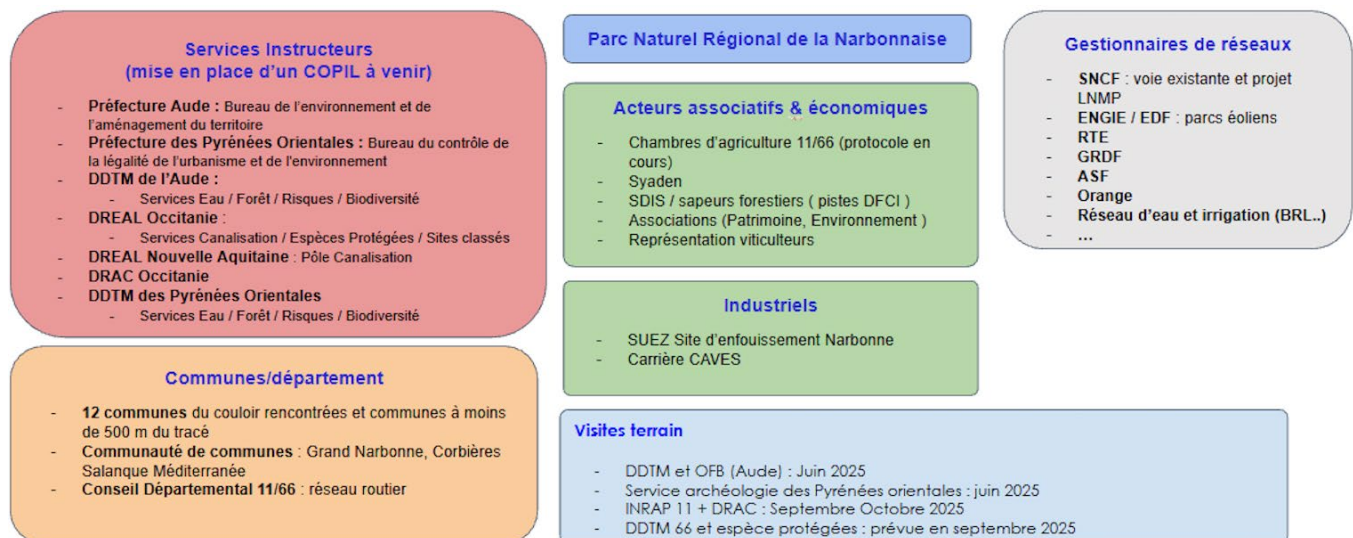 Services Instructeurs
(mise en place d'un COPIL à venir)
- Préfecture Aude : Bureau de l'environnement et de
l'aménagement du territoire
- Préfecture des Pyrénées Orientales : Bureau du contrôle de
la légalité de l'urbanisme et de l'environnement
- DDTM de l'Aude :
- Services Eau / Forêt / Risques / Biodiversité
- DREAL Occitanie :
- Services Canalisation / Espèces Protégées / Sites classés
- DREAL Nouvelle Aquitaine : Pôle Canalisation
- DRAC Occitanie
- DDTM des Pyrénées Orientales
- Services Eau / Forêt / Risques / Biodiversité
Communes/département
- 12 communes du couloir rencontrées et communes à moins
de 500 m du tracé
- Communauté de communes : Grand Narbonne, Corbières
Salanque Méditerranée
- Conseil Départemental 11/66 : réseau routier
Parc Naturel Régional de la Narbonnaise
Acteurs associatifs & économiques
- Chambres d'agriculture 11/66 (protocole en
cours)
- Syaden
- SDIS / sapeurs forestiers ( pistes DFCI )
- Associations (Patrimoine, Environnement )
- Représentation viticulteurs
Industriels
- SUEZ Site d'enfouissement Narbonne
- Carrière CAVES
Visites terrain
- DDTM et OFB (Aude) : Juin 2025
- Service archéologie des Pyrénées orientales : juin 2025
- INRAP 11 + DRAC : Septembre Octobre 2025
- DDTM 66 et espèce protégées : prévue en septembre 2025
Gestionnaires de réseaux
- SNCF : voie existante et projet
LNMP
- ENGIE / EDF : parcs éoliens
- RTE
- GRDF
- ASF
- Orange
- Réseau d'eau et irrigation (BRL..)
- ...